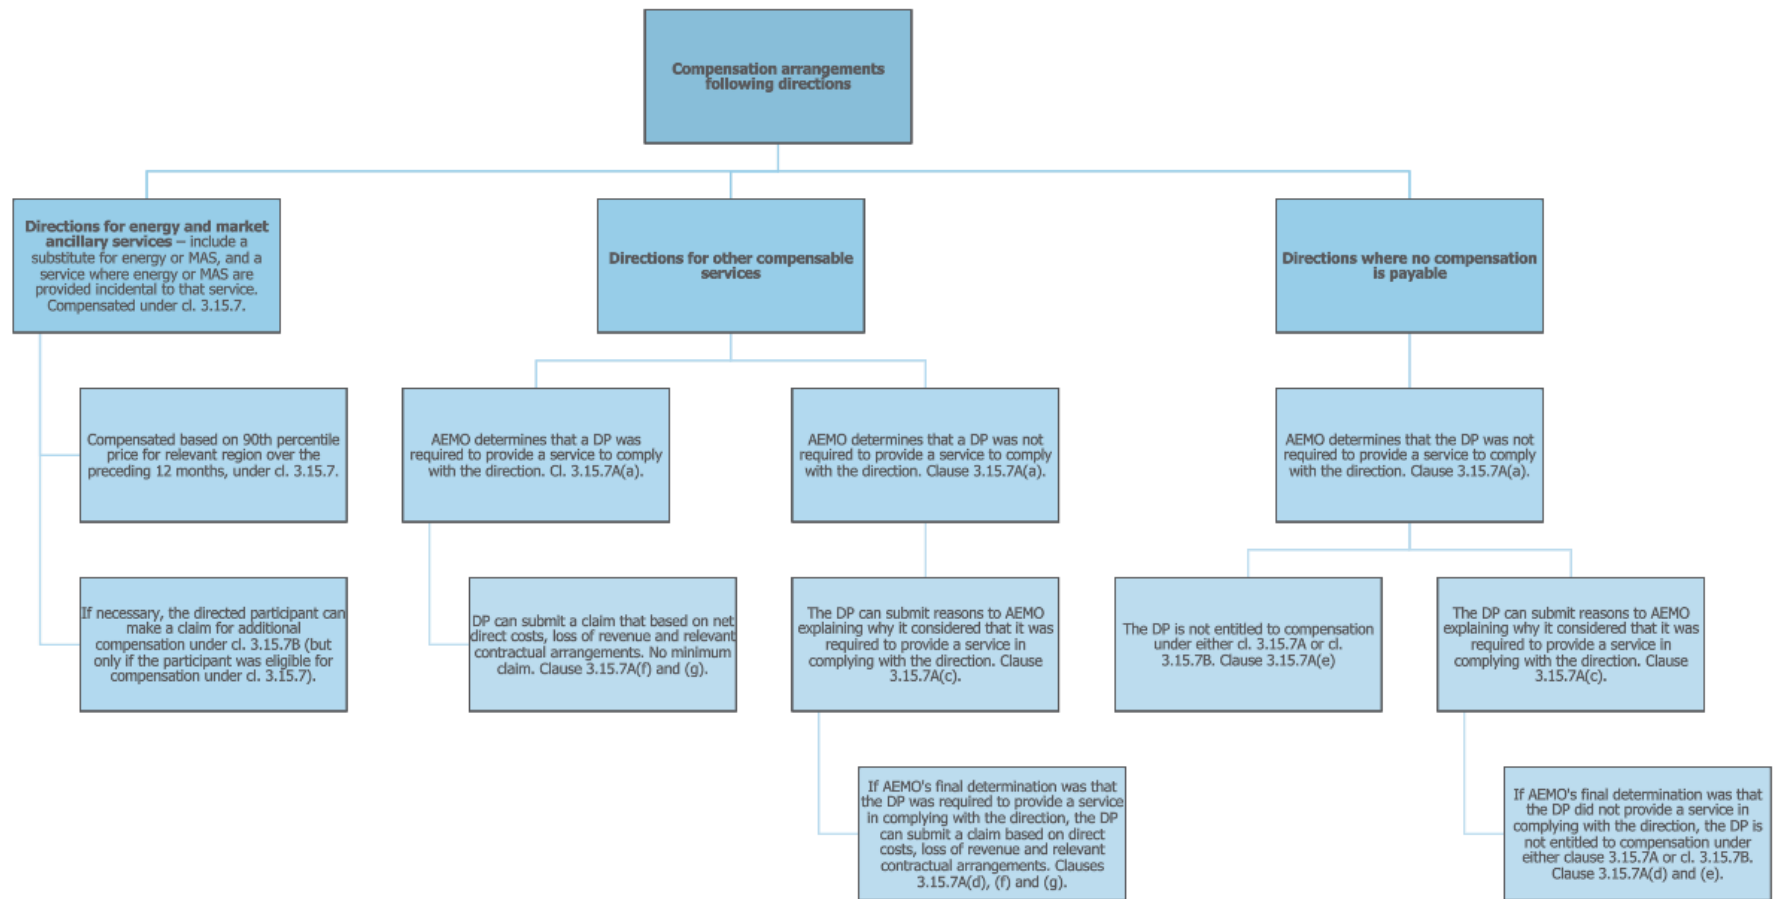 Compensation arrangements
following directions
Directions for energy and market
ancillary services – include a
substitute for energy or MAS, and a
service where energy or MAS are
provided incidental to that service.
Compensated under cl. 3.15.7.
Directions for other compensable
services
Directions where no compensation
is payable
Compensated based on 90th percentile
price for relevant region over the
preceding 12 months, under cl. 3.15.7.
AEMO determines that a DP was
required to provide a service to comply
with the direction. Cl. 3.15.7A(a).
AEMO determines that a DP was not
required to provide a service to comply
with the direction. Clause 3.15.7A(a).
AEMO determines that the DP was not
required to provide a service to comply
with the direction. Clause 3.15.7A(a).
If necessary, the directed participant can
make a claim for additional
compensation under cl. 3.15.7B (but
only if the participant was eligible for
compensation under cl. 3.15.7).
DP can submit a claim that based on net
direct costs, loss of revenue and relevant
contractual arrangements. No minimum
claim. Clause 3.15.7A(f) and (g).
The DP can submit reasons to AEMO
explaining why it considered that it was
required to provide a service in
complying with the direction. Clause
3.15.7A(c).
The DP is not entitled to compensation
under either cl. 3.15.7A or cl.
3.15.7B. Clause 3.15.7A(e)
The DP can submit reasons to AEMO
explaining why it considered that it was
required to provide a service in
complying with the direction. Clause
3.15.7A(c).
If AEMO's final determination was that
the DP was required to provide a service
in complying with the direction, the DP
can submit a claim based on direct
costs, loss of revenue and relevant
contractual arrangements. Clauses
3.15.7A(d), (f) and (g).
If AEMO's final determination was that
the DP did not provide a service in
complying with the direction, the DP is
not entitled to compensation under
either clause 3.15.7A or cl. 3.15.7B.
Clause 3.15.7A(d) and (e).